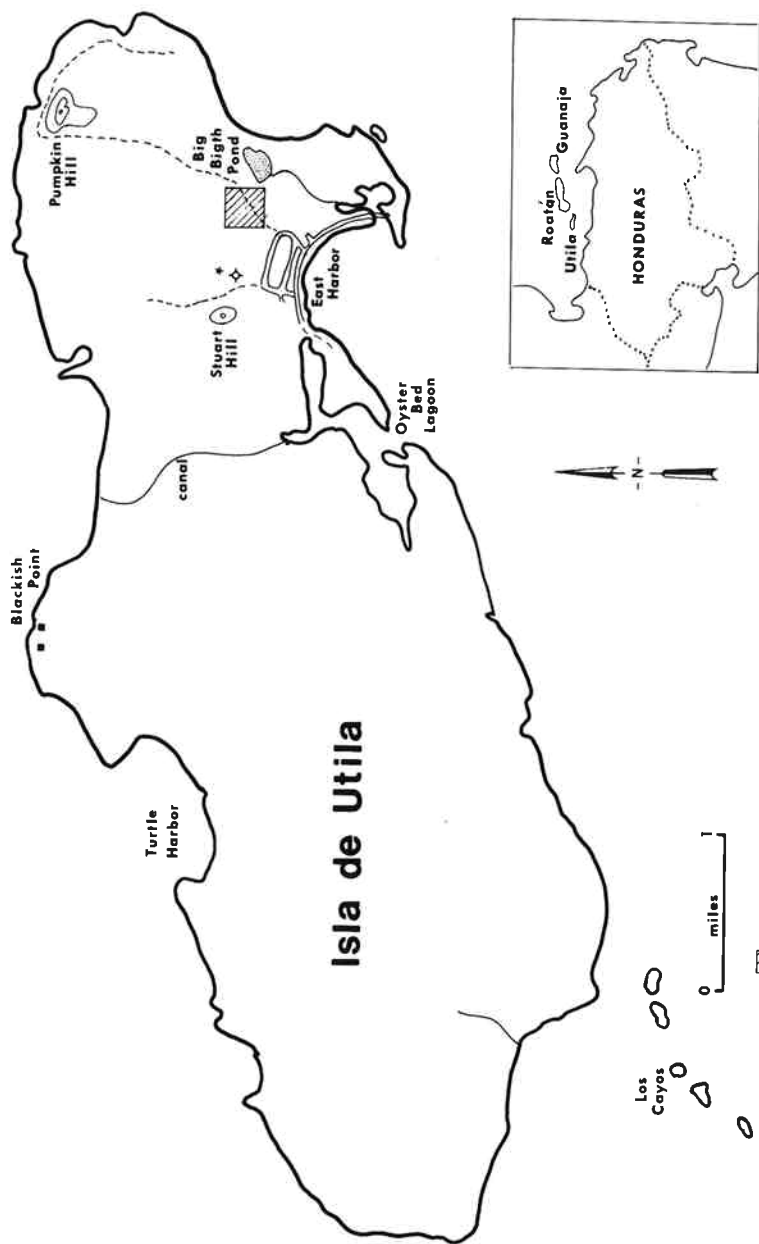 Pumpkin
Hill
Big
Bigth
Pond
*
Stuart
Hill
East
Harbor
Oyster
Bed
Lagoon
canal
Blackish
Point
Turtle
Harbor
Isla de Utila
Los
Cayos
0 1
miles
-N-
Roatán
Guanaja
Utila
HONDURAS